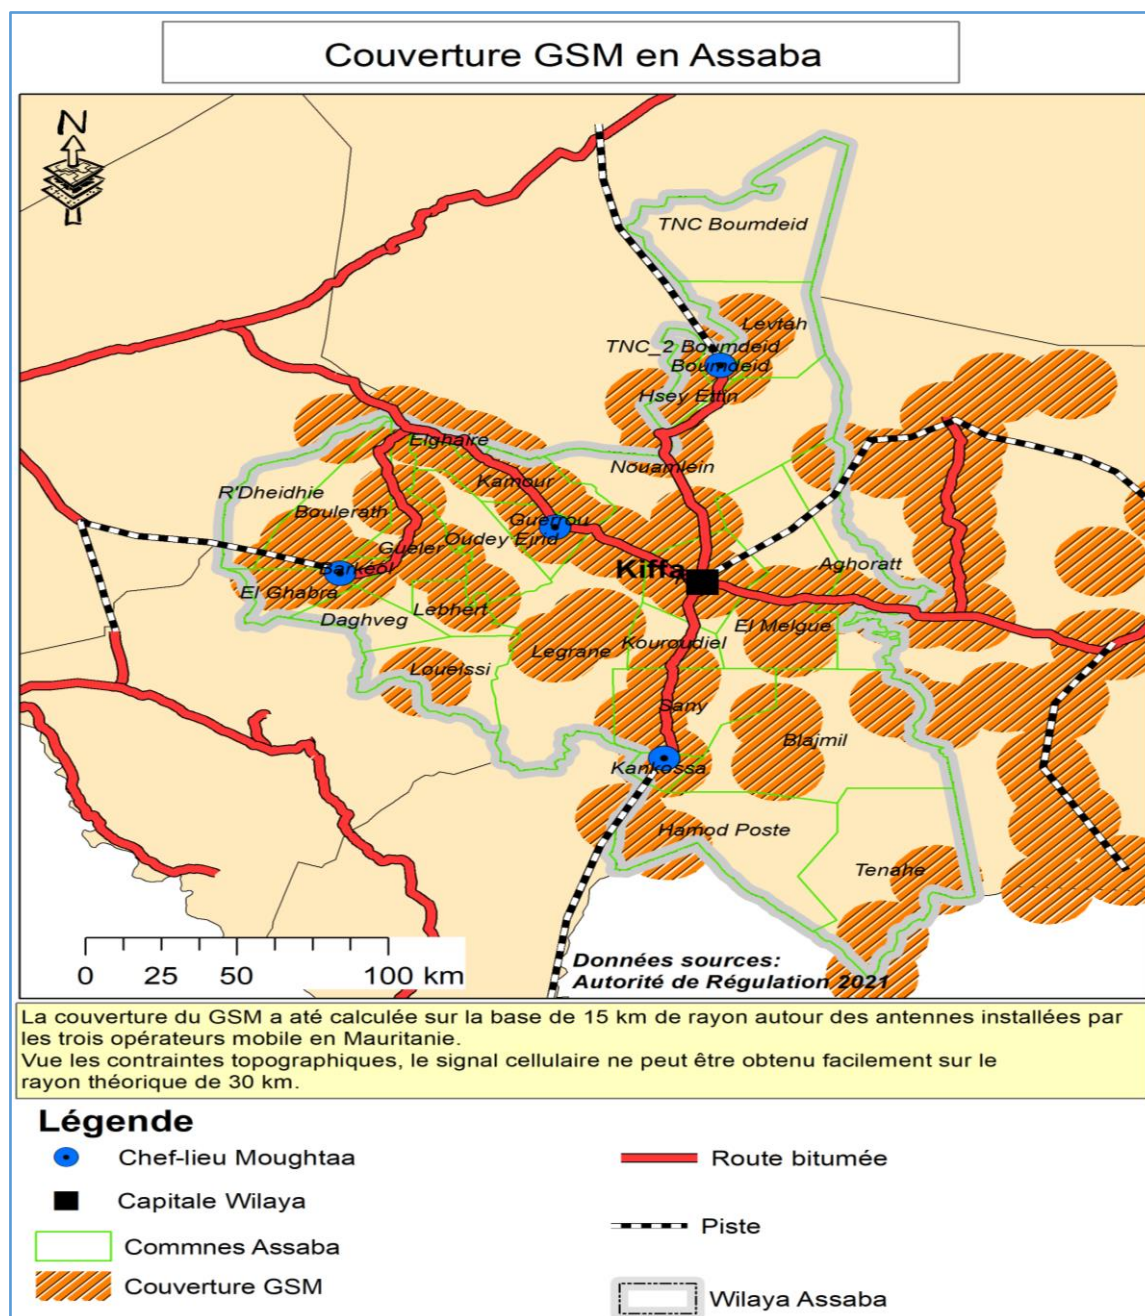 Couverture GSM en Assaba
N
TNC Boumdeid
Levtah
TNC_2 Boumdeid
Boumdeid
Hsey Ettin
Elghaire
Nouamlein
Kamour
R'Dheidhie
Boulerath
Guerrou
Oudey Ejrid
Gueler
Barkéol
Kiffa
Aghoratt
El Ghabra
Lebhert
Daghveg
El Melgue
Kouroudiel
Legrane
Loueissi
Sany
Blajmil
Kankossa
Hamod Poste
Tenahe
0 25 50 100 km
Données sources:
Autorité de Régulation 2021
La couverture du GSM a até calculée sur la base de 15 km de rayon autour des antennes installées par
les trois opérateurs mobile en Mauritanie.
Vue les contraintes topographiques, le signal cellulaire ne peut être obtenu facilement sur le
rayon théorique de 30 km.
Légende
Chef-lieu Moughtaa
Capitale Wilaya
Commnes Assaba
Couverture GSM
Route bitumée
Piste
Wilaya Assaba